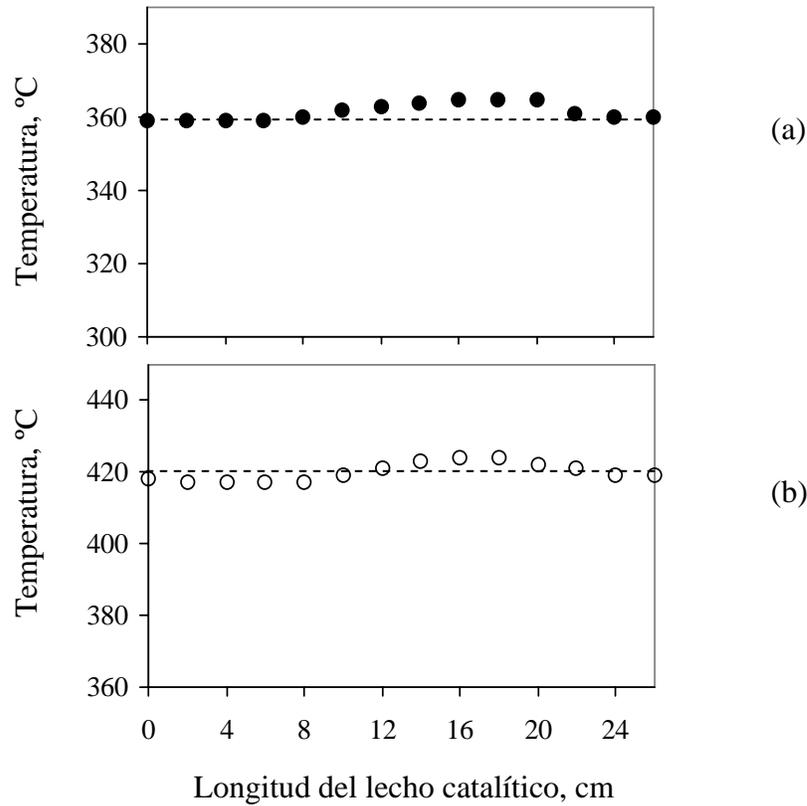 380
360
340
320
300
Temperatura, ºC
(a)
440
420
400
380
360
Temperatura, ºC
(b)
0 4 8 12 16 20 24
Longitud del lecho catalítico, cm